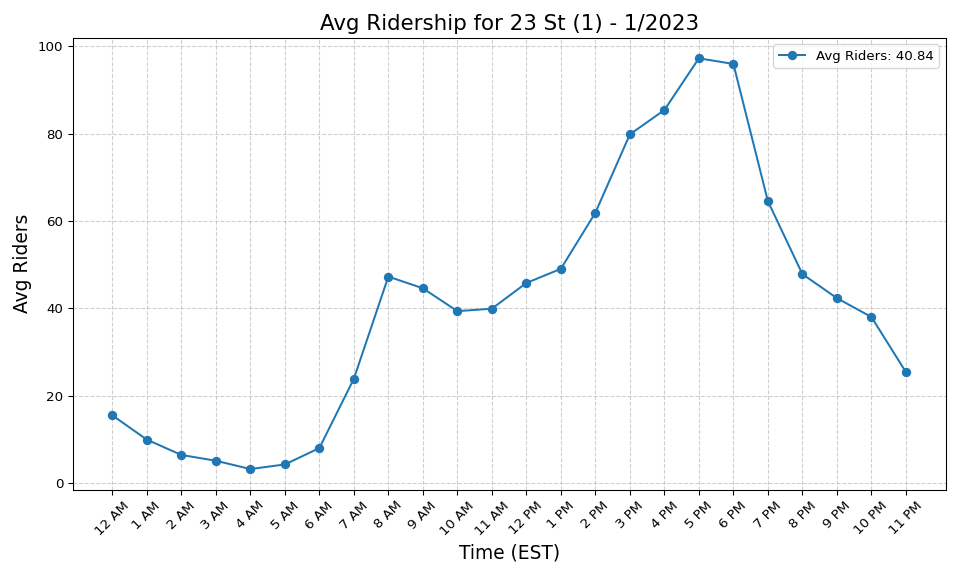 Avg Ridership for 23 St (1) - 1/2023
Avg Riders: 40.84
Avg Riders
100
80
60
40
20
0
12 AM
1 AM
2 AM
3 AM
4 AM
5 AM
6 AM
7 AM
8 AM
9 AM
10 AM
11 AM
12 PM
1 PM
2 PM
3 PM
4 PM
5 PM
6 PM
7 PM
8 PM
9 PM
10 PM
11 PM
Time (EST)